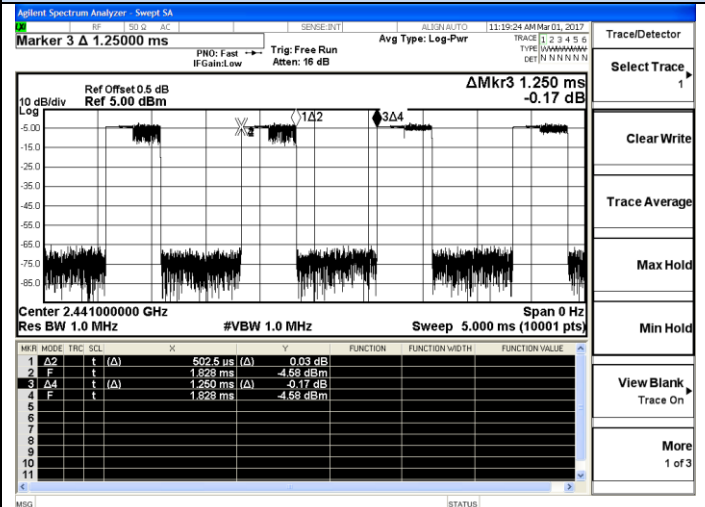 Agilent Spectrum Analyzer - Swept SA
LXI RF 50 Ω AC SENSE:INT ALIGN AUTO 11:19:24 AM Mar 01, 2017
Marker 3 Δ 1.25000 ms
PNO: Fast
IFGain:Low
Trig: Free Run
Atten: 16 dB
Avg Type: Log-Pwr
TRACE 1 2 3 4 5 6
TYPE
DET N N N N N N
Trace/Detector
Ref Offset 0.5 dB
10 dB/div Ref 5.00 dBm
ΔMkr3 1.250 ms
-0.17 dB
Log
-5.00
-15.0
-25.0
-35.0
-45.0
-55.0
-65.0
-75.0
-85.0
1Δ2
3Δ4
Center 2.441000000 GHz Span 0 Hz
Res BW 1.0 MHz #VBW 1.0 MHz Sweep 5.000 ms (10001 pts)
MKR MODE TRC SCL X Y FUNCTION FUNCTION WIDTH FUNCTION VALUE
1 Δ2 t (Δ) 502.5 µs (Δ) 0.03 dB
2 F t 1.828 ms -4.58 dBm
3 Δ4 t (Δ) 1.250 ms (Δ) -0.17 dB
4 F t 1.828 ms -4.58 dBm
5
6
7
8
9
10
11
MSG STATUS
Select Trace
1
Clear Write
Trace Average
Max Hold
Min Hold
View Blank
Trace On
More
1 of 3